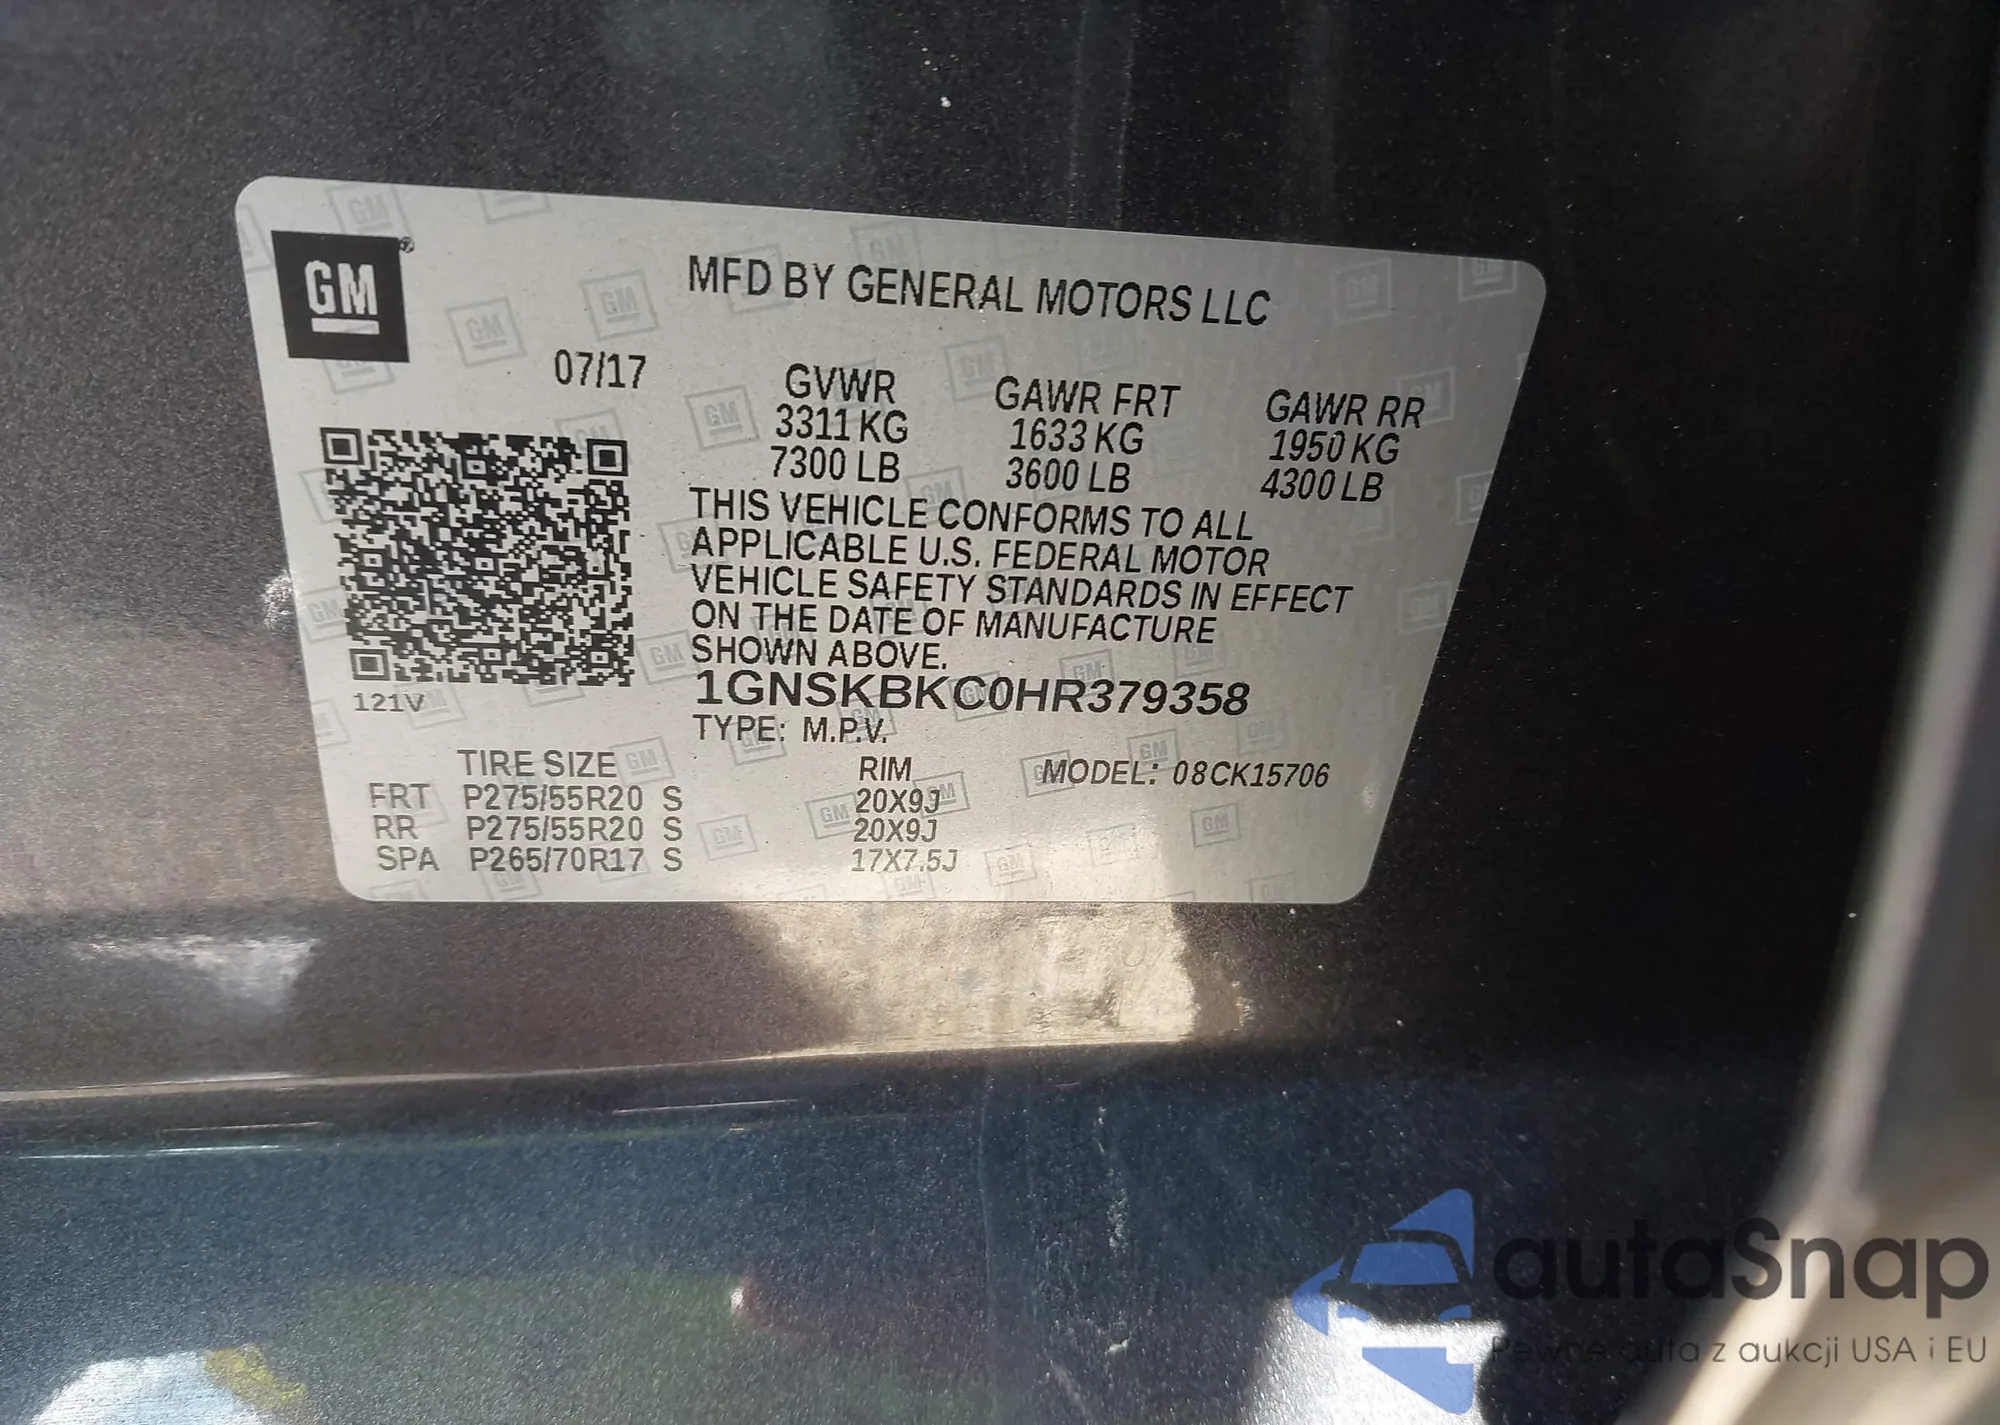 GM
MFD BY GENERAL MOTORS LLC
07/17
GVWR GAWR FRT GAWR RR
3311 KG 1633 KG 1950 KG
7300 LB 3600 LB 4300 LB
THIS VEHICLE CONFORMS TO ALL
APPLICABLE U.S. FEDERAL MOTOR
VEHICLE SAFETY STANDARDS IN EFFECT
ON THE DATE OF MANUFACTURE
SHOWN ABOVE.
1GNSKBKC0HR379358
121V
TYPE: M.P.V.
TIRE SIZE RIM MODEL: 08CK15706
FRT P275/55R20 S 20X9J
RR P275/55R20 S 20X9J
SPA P265/70R17 S 17X7.5J
autaSnap
Pewne auta z aukcji USA i EU